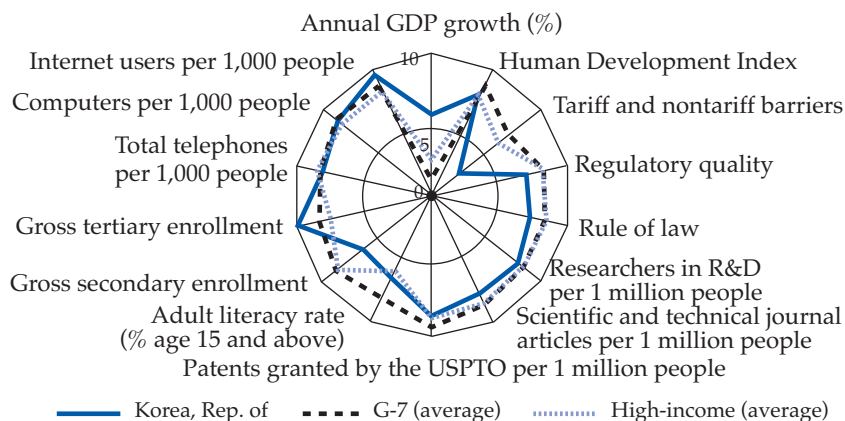 Annual GDP growth (%)
Internet users per 1,000 people
10
Human Development Index
Computers per 1,000 people
Tariff and nontariff barriers
Total telephones
per 1,000 people
5
Regulatory quality
0
Gross tertiary enrollment
Rule of law
Gross secondary enrollment
Researchers in R&D
per 1 million people
Adult literacy rate
(% age 15 and above)
Scientific and technical journal
articles per 1 million people
Patents granted by the USPTO per 1 million people
Korea, Rep. of
G-7 (average)
High-income (average)